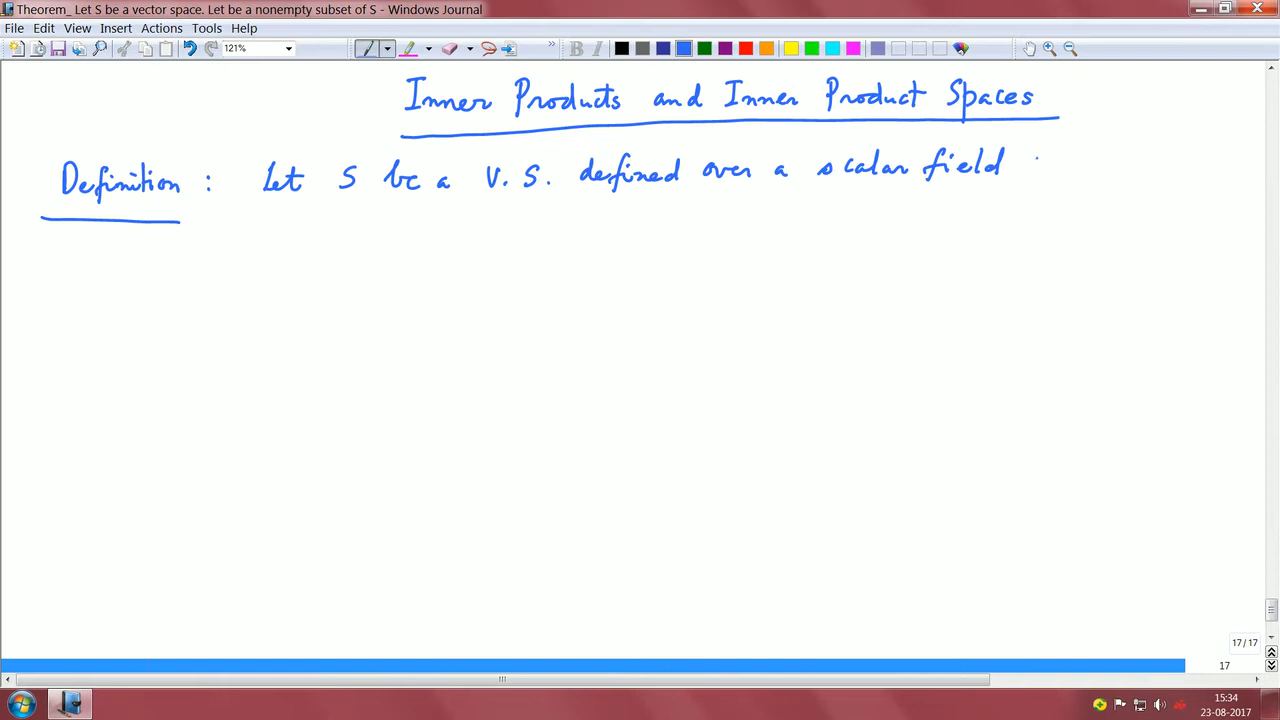 Theorem_ Let S be a vector space. Let be a nonempty subset of S - Windows Journal
File Edit View Insert Actions Tools Help
121%
Inner Products and Inner Product Spaces
Definition : Let S be a V. S. defined over a scalar field
17/17
17
15:34
23-08-2017